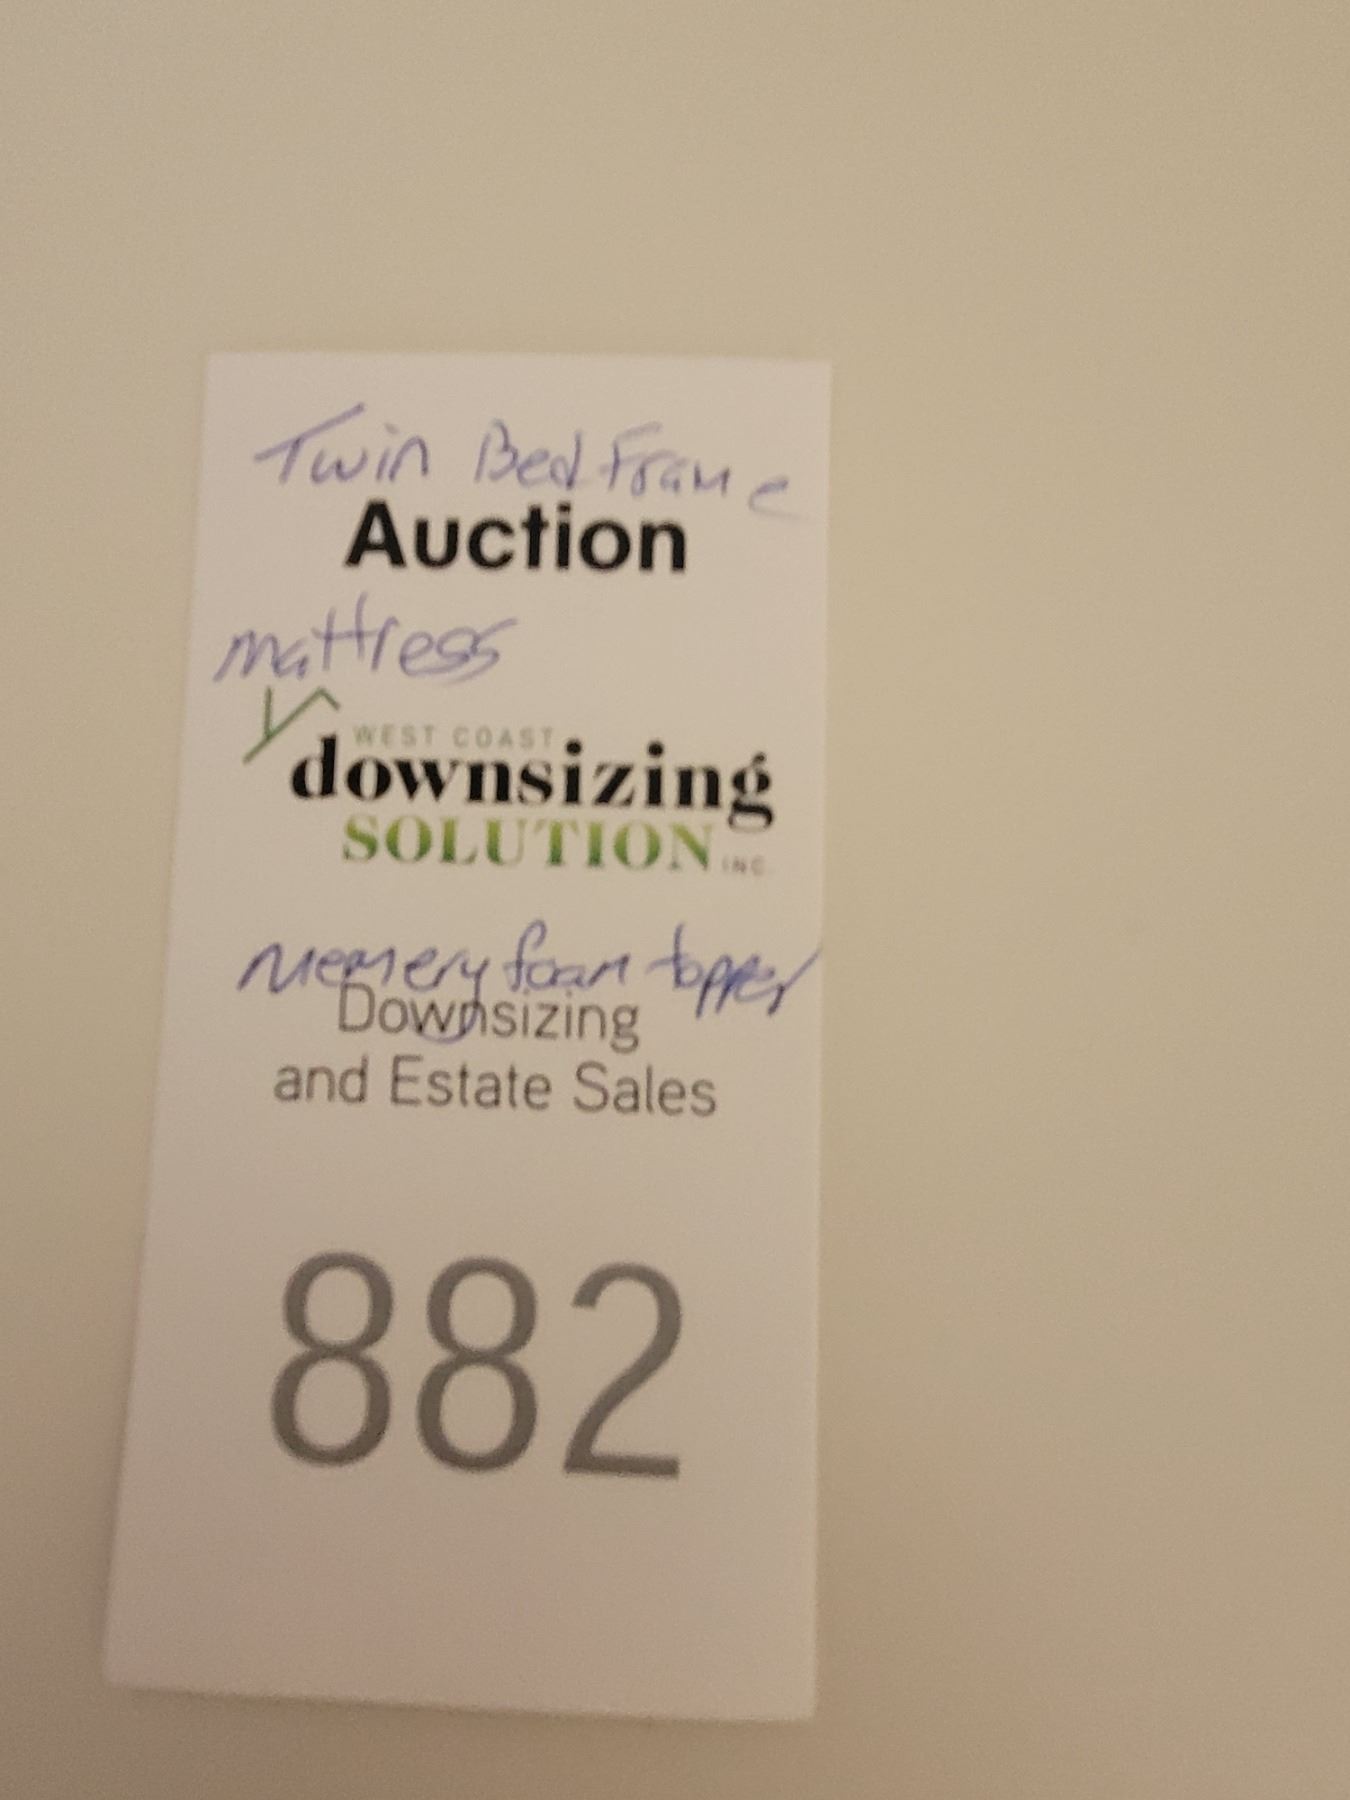 Twin Bed Frame
Auction
mattress
WEST COAST
downsizing
SOLUTION INC.
memery foam topper
Downsizing
and Estate Sales
882